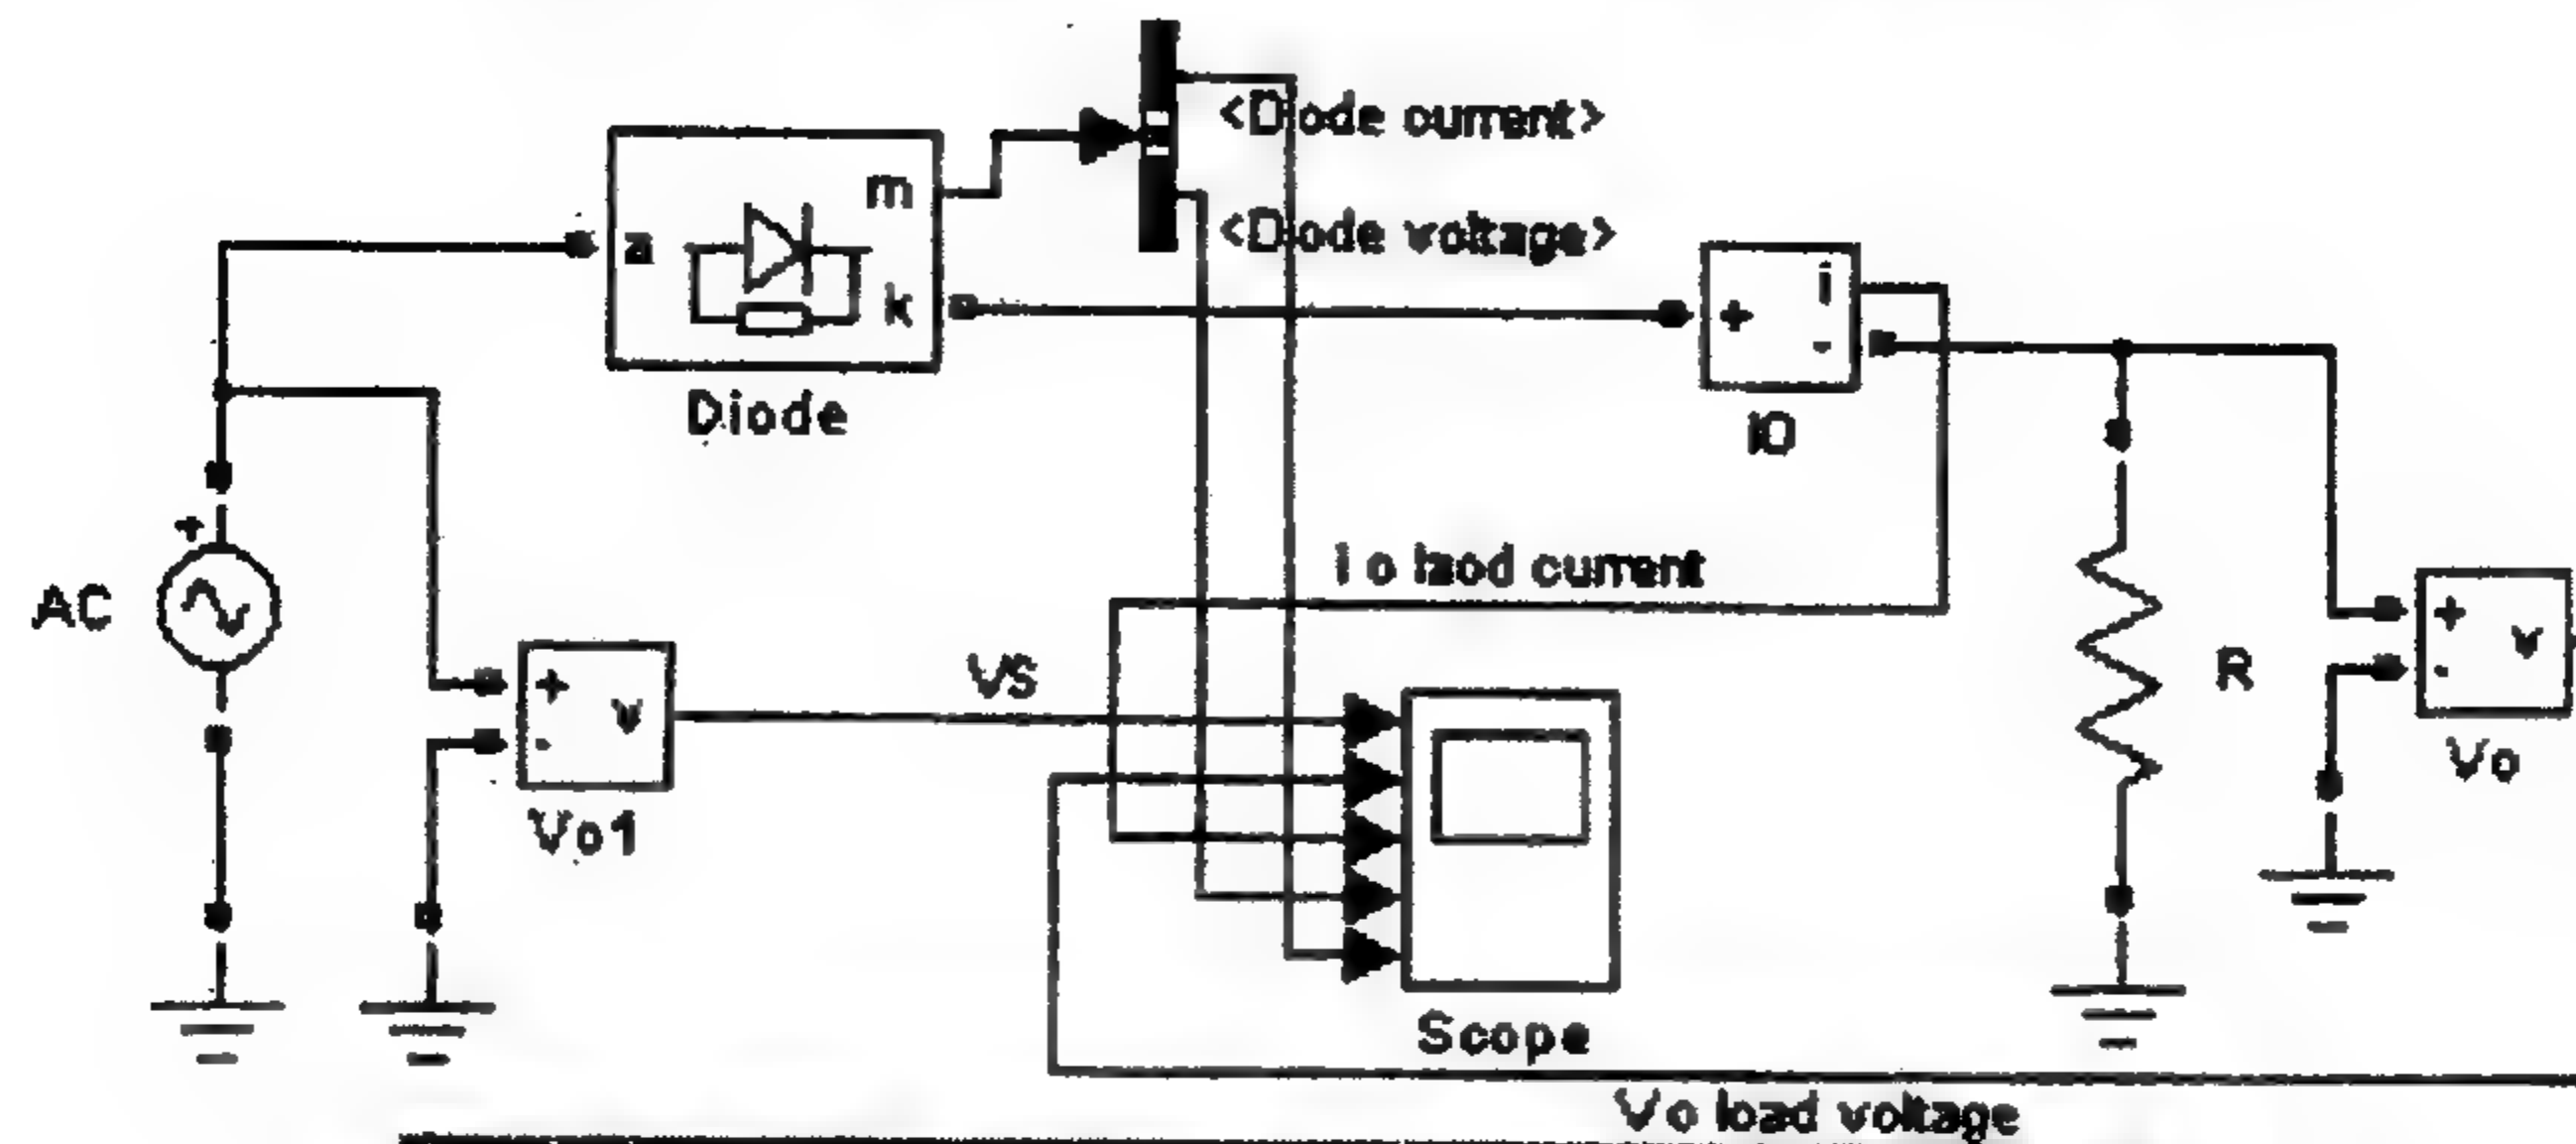 <Diode current>
m
a
<Diode voltage>
k
i
+
-
Diode
IO
+
AC
I o laod current
+
v
-
VS
R
+
v
-
Vo
Vo1
Scope
Vo load voltage